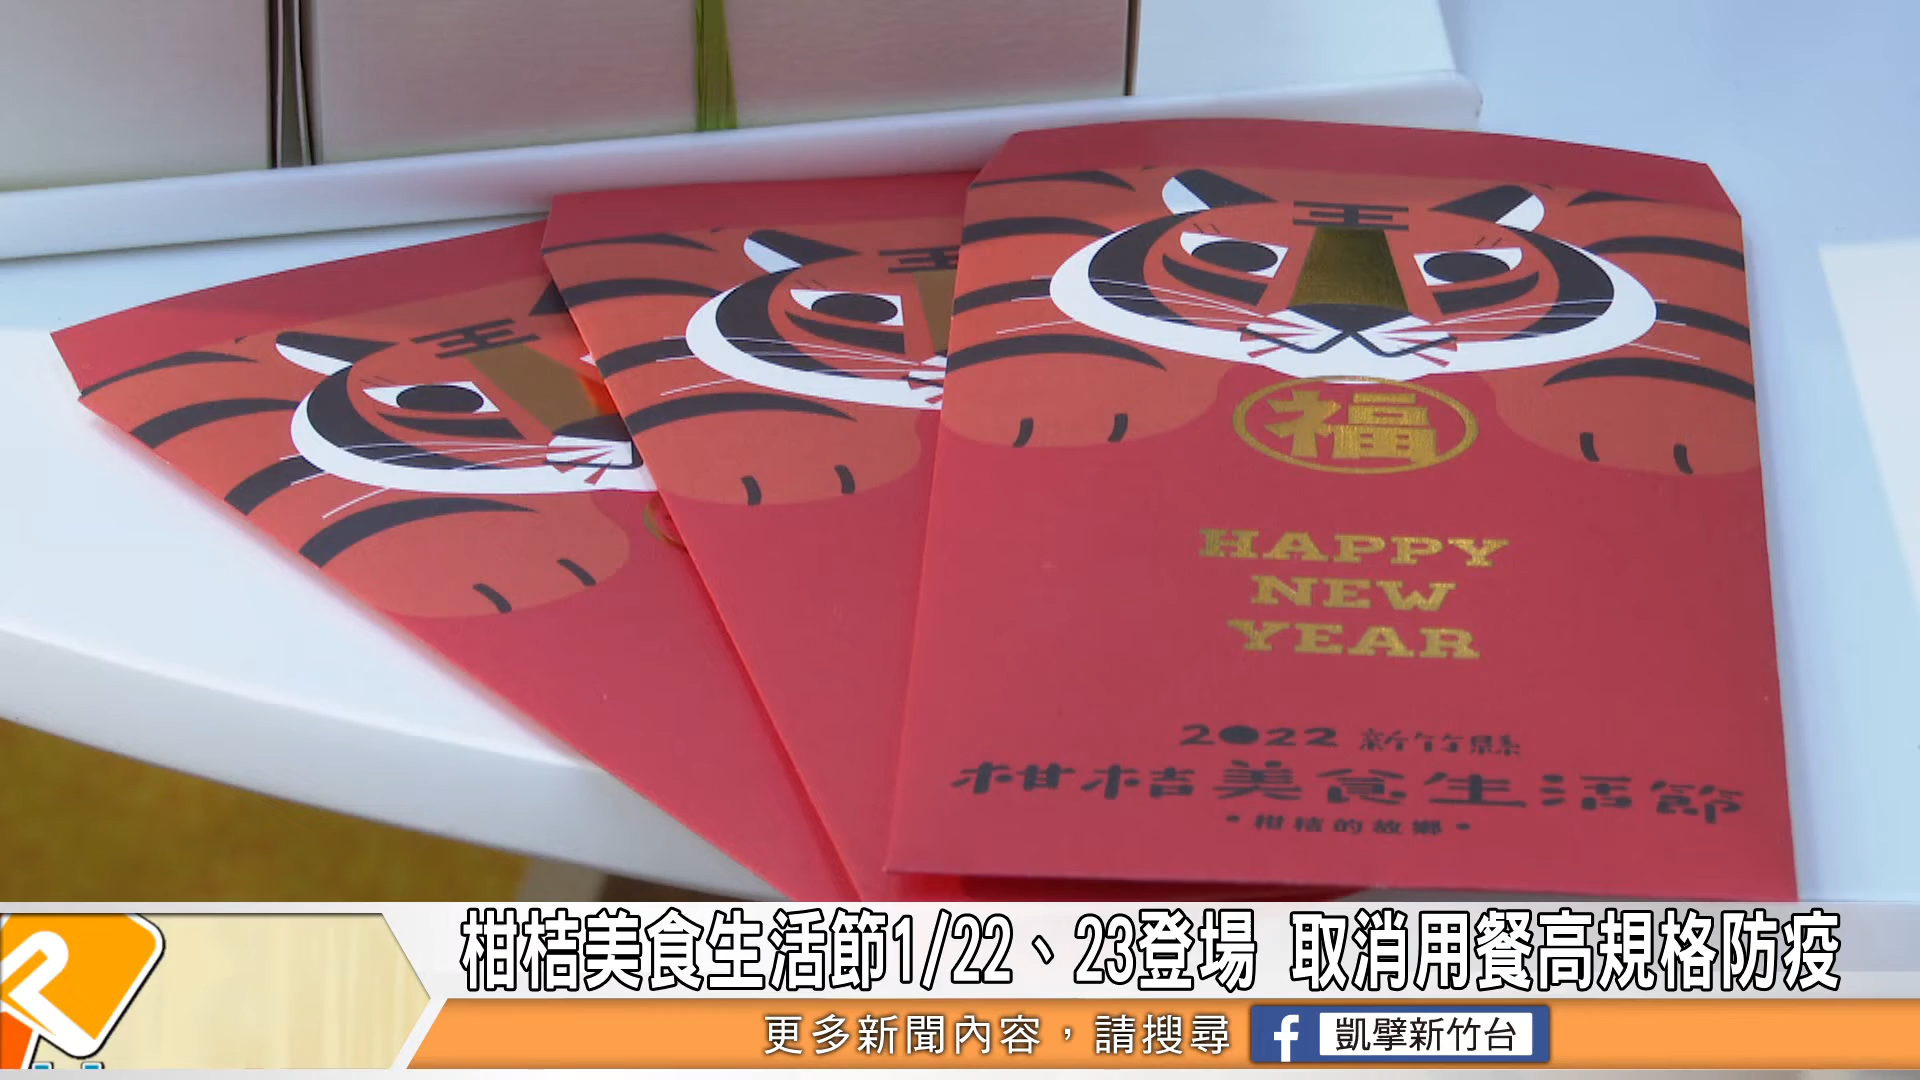 王
王
王
福
HAPPY
NEW
YEAR
2022 新竹縣
柑桔美食生活節
•柑桔的故鄉•
柑桔美食生活節1/22、23登場 取消用餐高規格防疫
更多新聞內容，請搜尋 f 凱擘新竹台